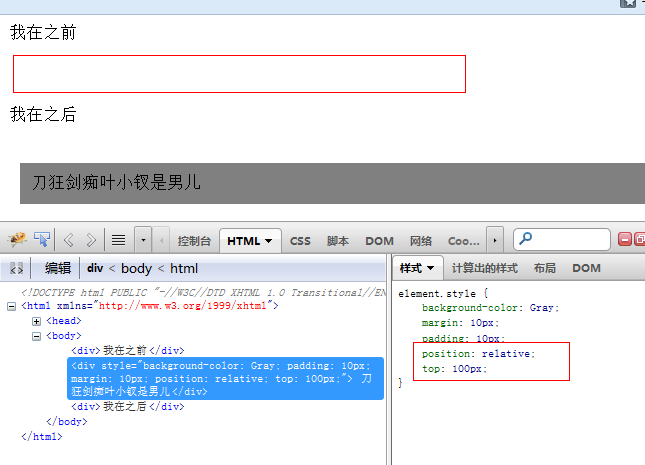 我在之前
我在之后
刀狂剑痴叶小钗是男儿
控制台 HTML CSS 脚本 DOM 网络 Coo...
编辑 div < body < html
样式 计算出的样式 布局 DOM
<!DOCTYPE html PUBLIC "-//W3C//DTD XHTML 1.0 Transitional//EN
<html xmlns="http://www.w3.org/1999/xhtml">
<head>
<body>
<div>我在之前</div>
<div style="background-color: Gray; padding: 10px;
margin: 10px; position: relative; top: 100px;"> 刀
狂剑痴叶小钗是男儿</div>
<div>我在之后</div>
</body>
</html>
element.style {
background-color: Gray;
margin: 10px;
padding: 10px;
position: relative;
top: 100px;
}